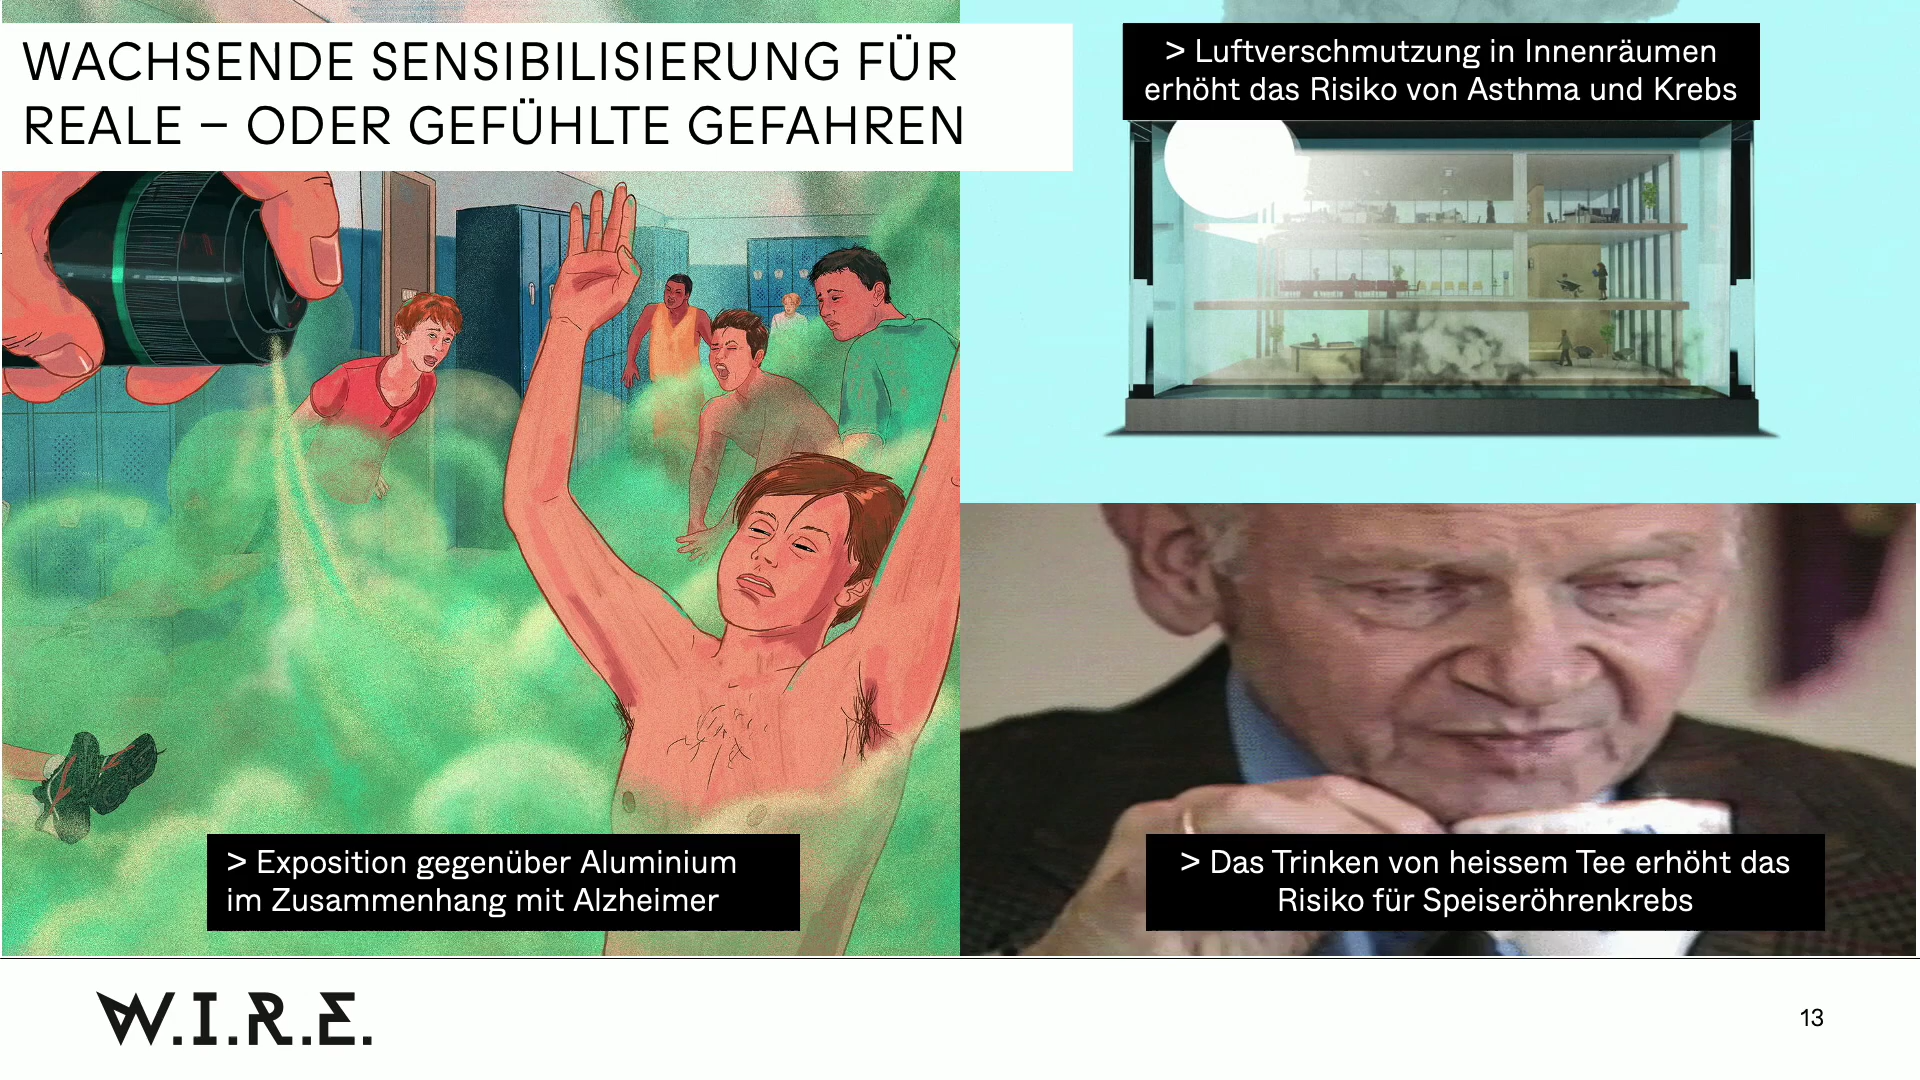 WACHSENDE SENSIBILISIERUNG FÜR
REALE – ODER GEFÜHLTE GEFAHREN
> Luftverschmutzung in Innenräumen
erhöht das Risiko von Asthma und Krebs
> Exposition gegenüber Aluminium
im Zusammenhang mit Alzheimer
> Das Trinken von heissem Tee erhöht das
Risiko für Speiseröhrenkrebs
W.I.R.E.
13